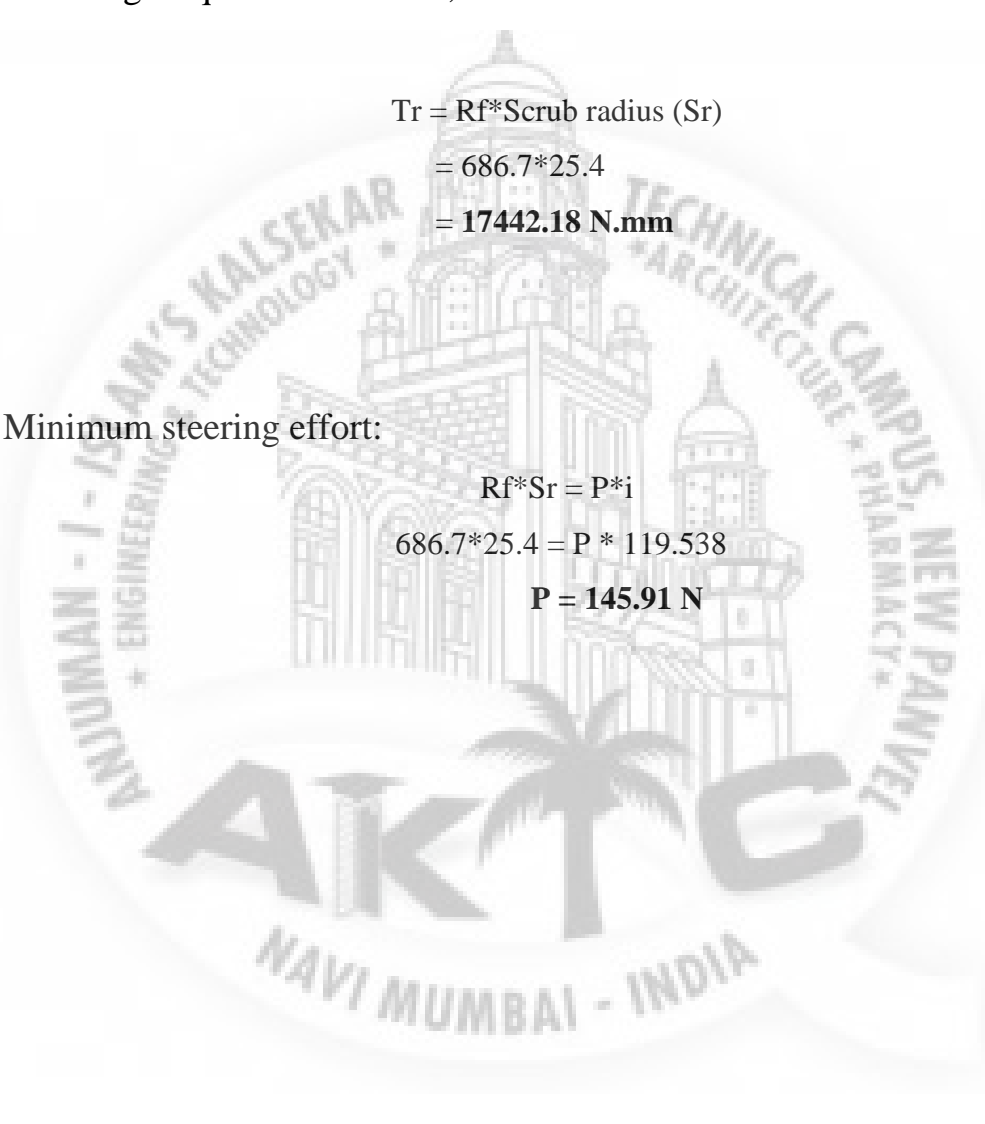 Tr = Rf*Scrub radius (Sr)
= 686.7*25.4
= 17442.18 N.mm
Minimum steering effort:
Rf*Sr = P*i
686.7*25.4 = P * 119.538
P = 145.91 N
ANJUMAN - I - ISLAM'S KALSEKAR TECHNICAL CAMPUS, NEW PANVEL
* ENGINEERING TECHNOLOGY * * ARCHITECTURE * PHARMACY *
AKTC
NAVI MUMBAI - INDIA